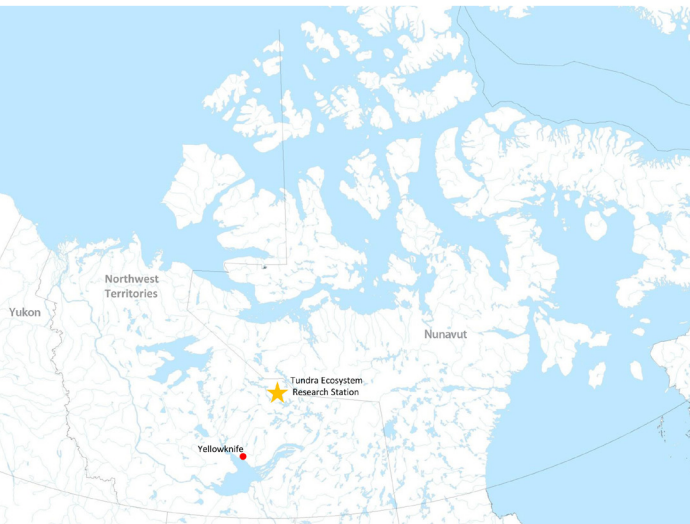 Northwest
Territories
Yukon
Nunavut
Tundra Ecosystem
Research Station
Yellowknife